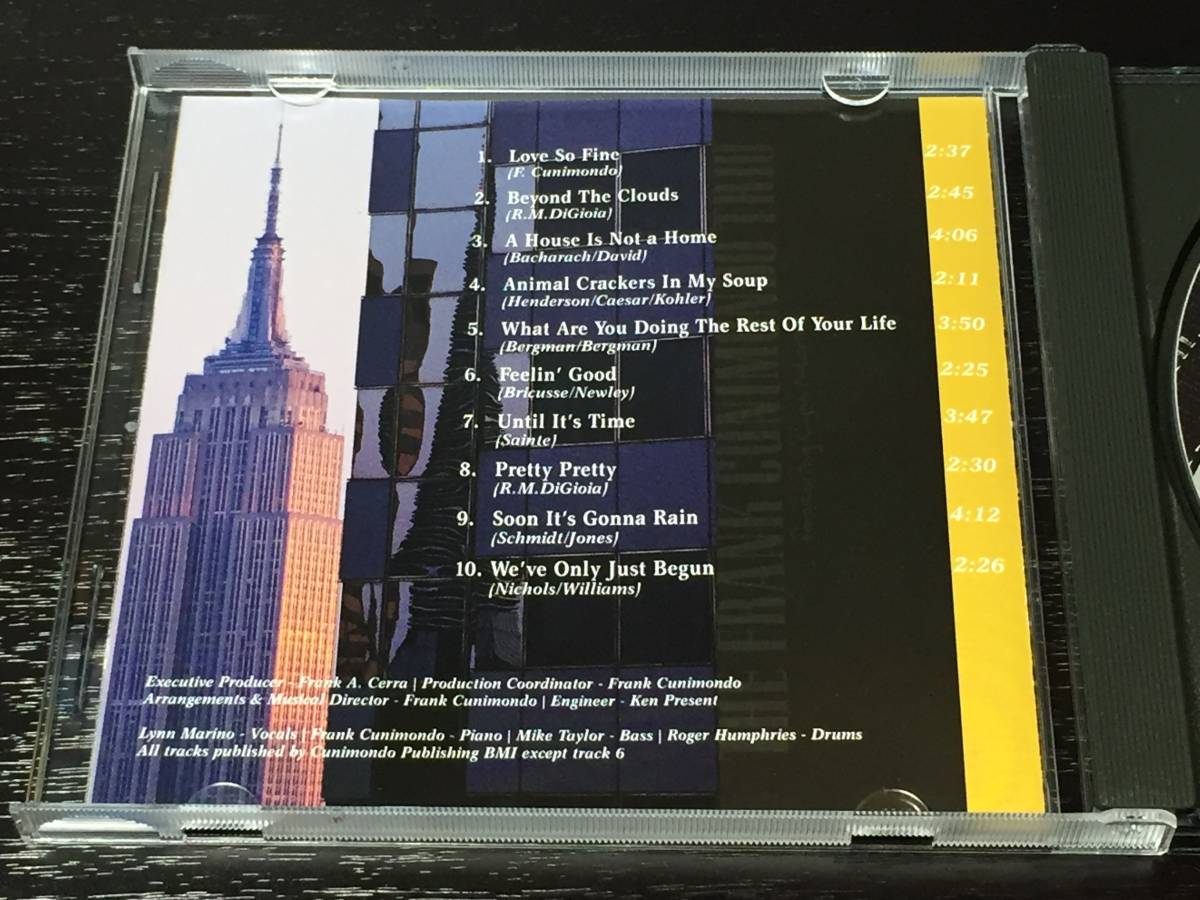 1. Love So Fine 2:37
(F. Cunimondo)
2. Beyond The Clouds 2:45
(R.M.DiGioia)
3. A House Is Not a Home 4:06
(Bacharach/David)
4. Animal Crackers In My Soup 2:11
(Henderson/Caesar/Kohler)
5. What Are You Doing The Rest Of Your Life 3:50
(Bergman/Bergman)
6. Feelin' Good 2:25
(Bricusse/Newley)
7. Until It's Time 3:47
(Sainte)
8. Pretty Pretty 2:30
(R.M.DiGioia)
9. Soon It's Gonna Rain 4:12
(Schmidt/Jones)
10. We've Only Just Begun 2:26
(Nichols/Williams)
THE FRANK CUNIMONDO TRIO
Executive Producer - Frank A. Cerra | Production Coordinator - Frank Cunimondo
Arrangements & Musical Director - Frank Cunimondo | Engineer - Ken Present
Lynn Marino - Vocals | Frank Cunimondo - Piano | Mike Taylor - Bass | Roger Humphries - Drums
All tracks published by Cunimondo Publishing BMI except track 6